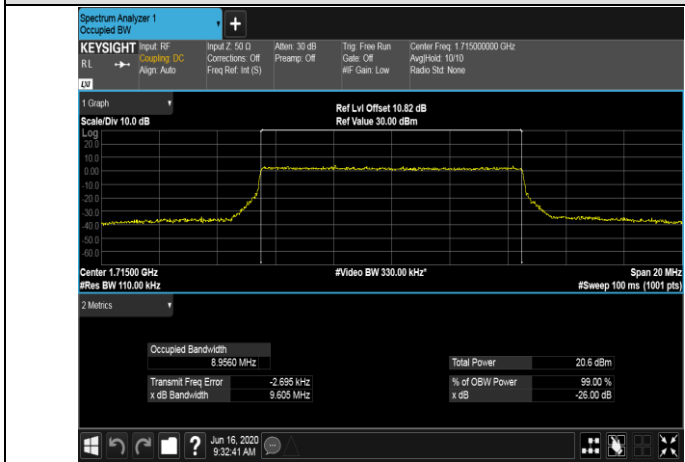 Spectrum Analyzer 1
Occupied BW
+
KEYSIGHT Input: RF Input Z: 50 Ω Atten: 30 dB Trig: Free Run Center Freq: 1.715000000 GHz
RL Coupling: DC Corrections: Off Preamp: Off Gate: Off Avg|Hold: 10/10
Align: Auto Freq Ref: Int (S) #IF Gain: Low Radio Std: None
LXI
1 Graph Ref Lvl Offset 10.82 dB
Scale/Div 10.0 dB Ref Value 30.00 dBm
Log
20.0
10.0
0.00
-10.0
-20.0
-30.0
-40.0
-50.0
-60.0
Center 1.71500 GHz #Video BW 330.00 kHz* Span 20 MHz
#Res BW 110.00 kHz #Sweep 100 ms (1001 pts)
2 Metrics
Occupied Bandwidth
8.9560 MHz Total Power 20.6 dBm
Transmit Freq Error -2.695 kHz % of OBW Power 99.00 %
x dB Bandwidth 9.605 MHz x dB -26.00 dB
? Jun 16, 2020
9:32:41 AM